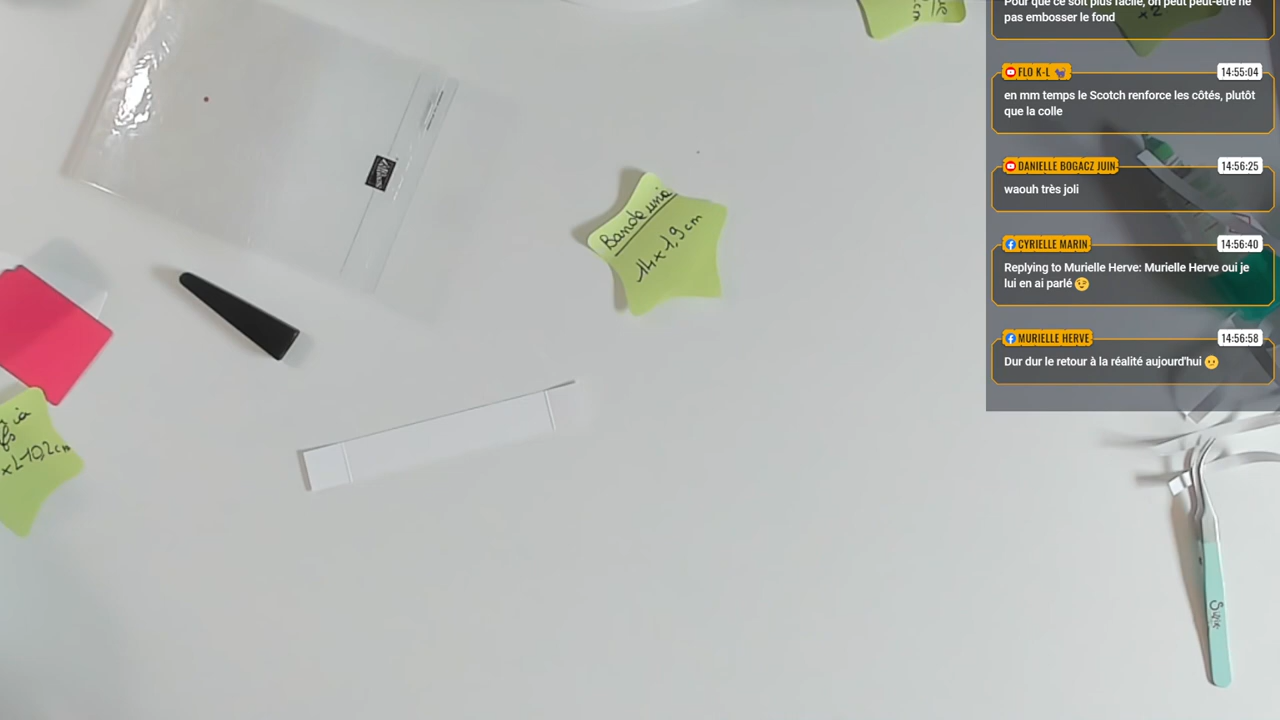 Pour que ce soit plus facile, on peut peut-être ne
pas embosser le fond
x2
FLO K-L 14:55:04
en mm temps le Scotch renforce les côtés, plutôt
que la colle
DANIELLE BOGACZ JUIN 14:56:25
waouh très joli
CYRIELLE MARIN 14:56:40
Replying to Murielle Herve: Murielle Herve oui je
lui en ai parlé 😉
MURIELLE HERVE 14:56:58
Dur dur le retour à la réalité aujourd'hui 😕
Bande unie
14 x 1,9 cm
cm